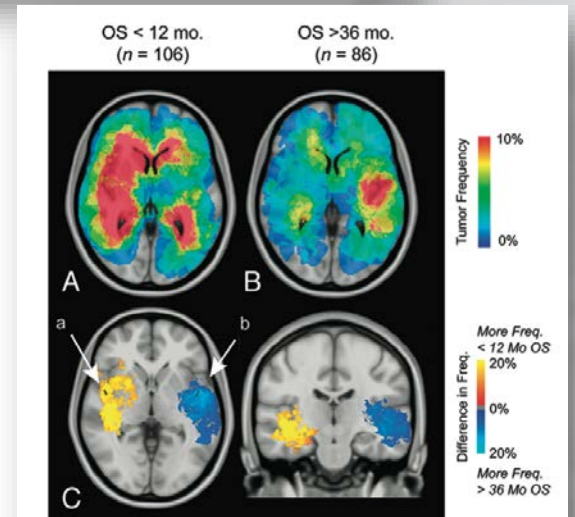 OS < 12 mo.
(n = 106)
OS >36 mo.
(n = 86)
A
B
10%
Tumor Frequency
0%
a
b
C
More Freq.
< 12 Mo OS
20%
Difference in Freq.
0%
20%
More Freq.
> 36 Mo OS